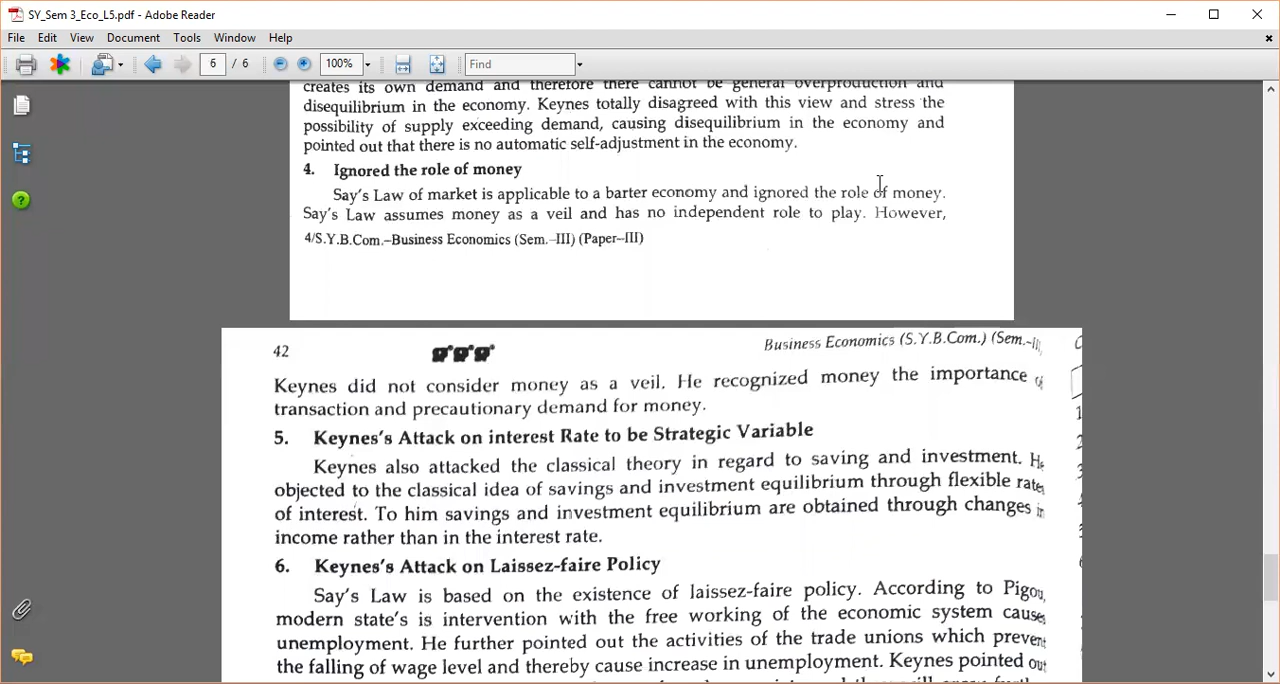 SY_Sem 3_Eco_L5.pdf - Adobe Reader
File Edit View Document Tools Window Help
6 / 6 100% Find
creates its own demand and therefore there cannot be general overproduction and
disequilibrium in the economy. Keynes totally disagreed with this view and stress the
possibility of supply exceeding demand, causing disequilibrium in the economy and
pointed out that there is no automatic self-adjustment in the economy.
4. Ignored the role of money
Say's Law of market is applicable to a barter economy and ignored the role of money.
Say's Law assumes money as a veil and has no independent role to play. However,
4/S.Y.B.Com.–Business Economics (Sem.–III) (Paper–III)
42 Business Economics (S.Y.B.Com.) (Sem.-II
Keynes did not consider money as a veil. He recognized money the importance of
transaction and precautionary demand for money.
5. Keynes's Attack on interest Rate to be Strategic Variable
Keynes also attacked the classical theory in regard to saving and investment. He
objected to the classical idea of savings and investment equilibrium through flexible rates
of interest. To him savings and investment equilibrium are obtained through changes in
income rather than in the interest rate.
6. Keynes's Attack on Laissez-faire Policy
Say's Law is based on the existence of laissez-faire policy. According to Pigou,
modern state's is intervention with the free working of the economic system causes
unemployment. He further pointed out the activities of the trade unions which prevent
the falling of wage level and thereby cause increase in unemployment. Keynes pointed out